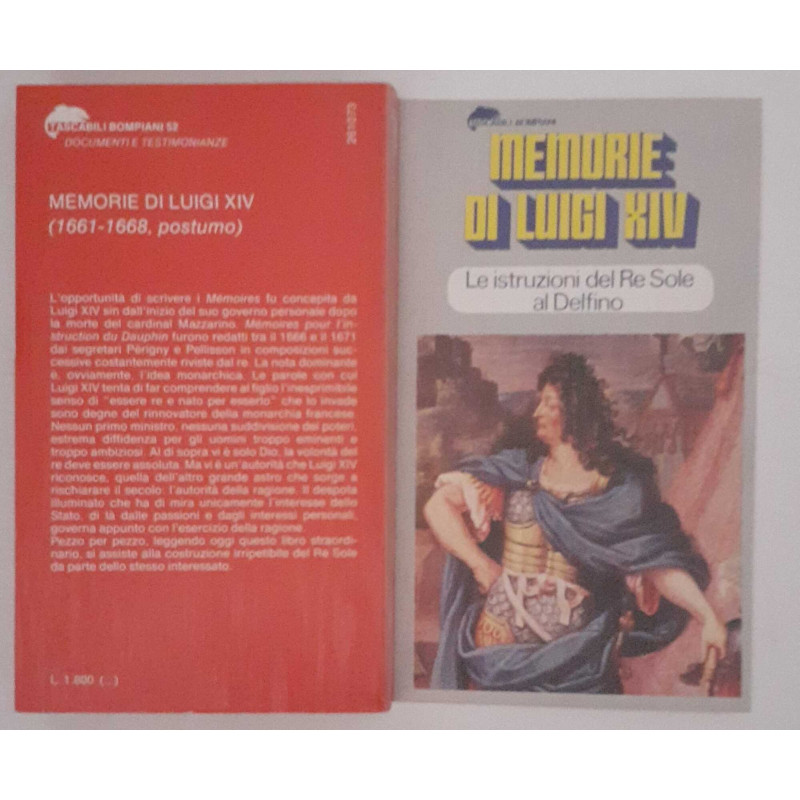 TASCABILI BOMPIANI 52
DOCUMENTI E TESTIMONIANZE
261073
MEMORIE DI LUIGI XIV
(1661-1668, postumo)
L'opportunità di scrivere i Mémoires fu concepita da
Luigi XIV sin dall'inizio del suo governo personale dopo
la morte del cardinal Mazzarino. Mémoires pour l'in-
struction du Dauphin furono redatti tra il 1666 e il 1671
dai segretari Périgny e Pellisson in composizioni suc-
cessive costantemente riviste dal re. La nota dominante
è, ovviamente, l'idea monarchica. Le parole con cui
Luigi XIV tenta di far comprendere al figlio l'inesprimibile
senso di "essere re e nato per esserlo" che lo invade
sono degne del rinnovatore della monarchia francese.
Nessun primo ministro, nessuna suddivisione dei poteri,
estrema diffidenza per gli uomini troppo eminenti e
troppo ambiziosi. Al di sopra vi è solo Dio, la volontà del
re deve essere assoluta. Ma vi è un'autorità che Luigi XIV
riconosce, quella dell'altro grande astro che sorge a
rischiarare il secolo: l'autorità della ragione. Il despota
illuminato che ha di mira unicamente l'interesse dello
Stato, di là dalle passioni e dagli interessi personali,
governa appunto con l'esercizio della ragione.
Pezzo per pezzo, leggendo oggi questo libro straordi-
nario, si assiste alla costruzione irripetibile del Re Sole
da parte dello stesso interessato.
L. 1.800 (...)
TASCABILI BOMPIANI
MEMORIE
DI LUIGI XIV
Le istruzioni del Re Sole
al Delfino